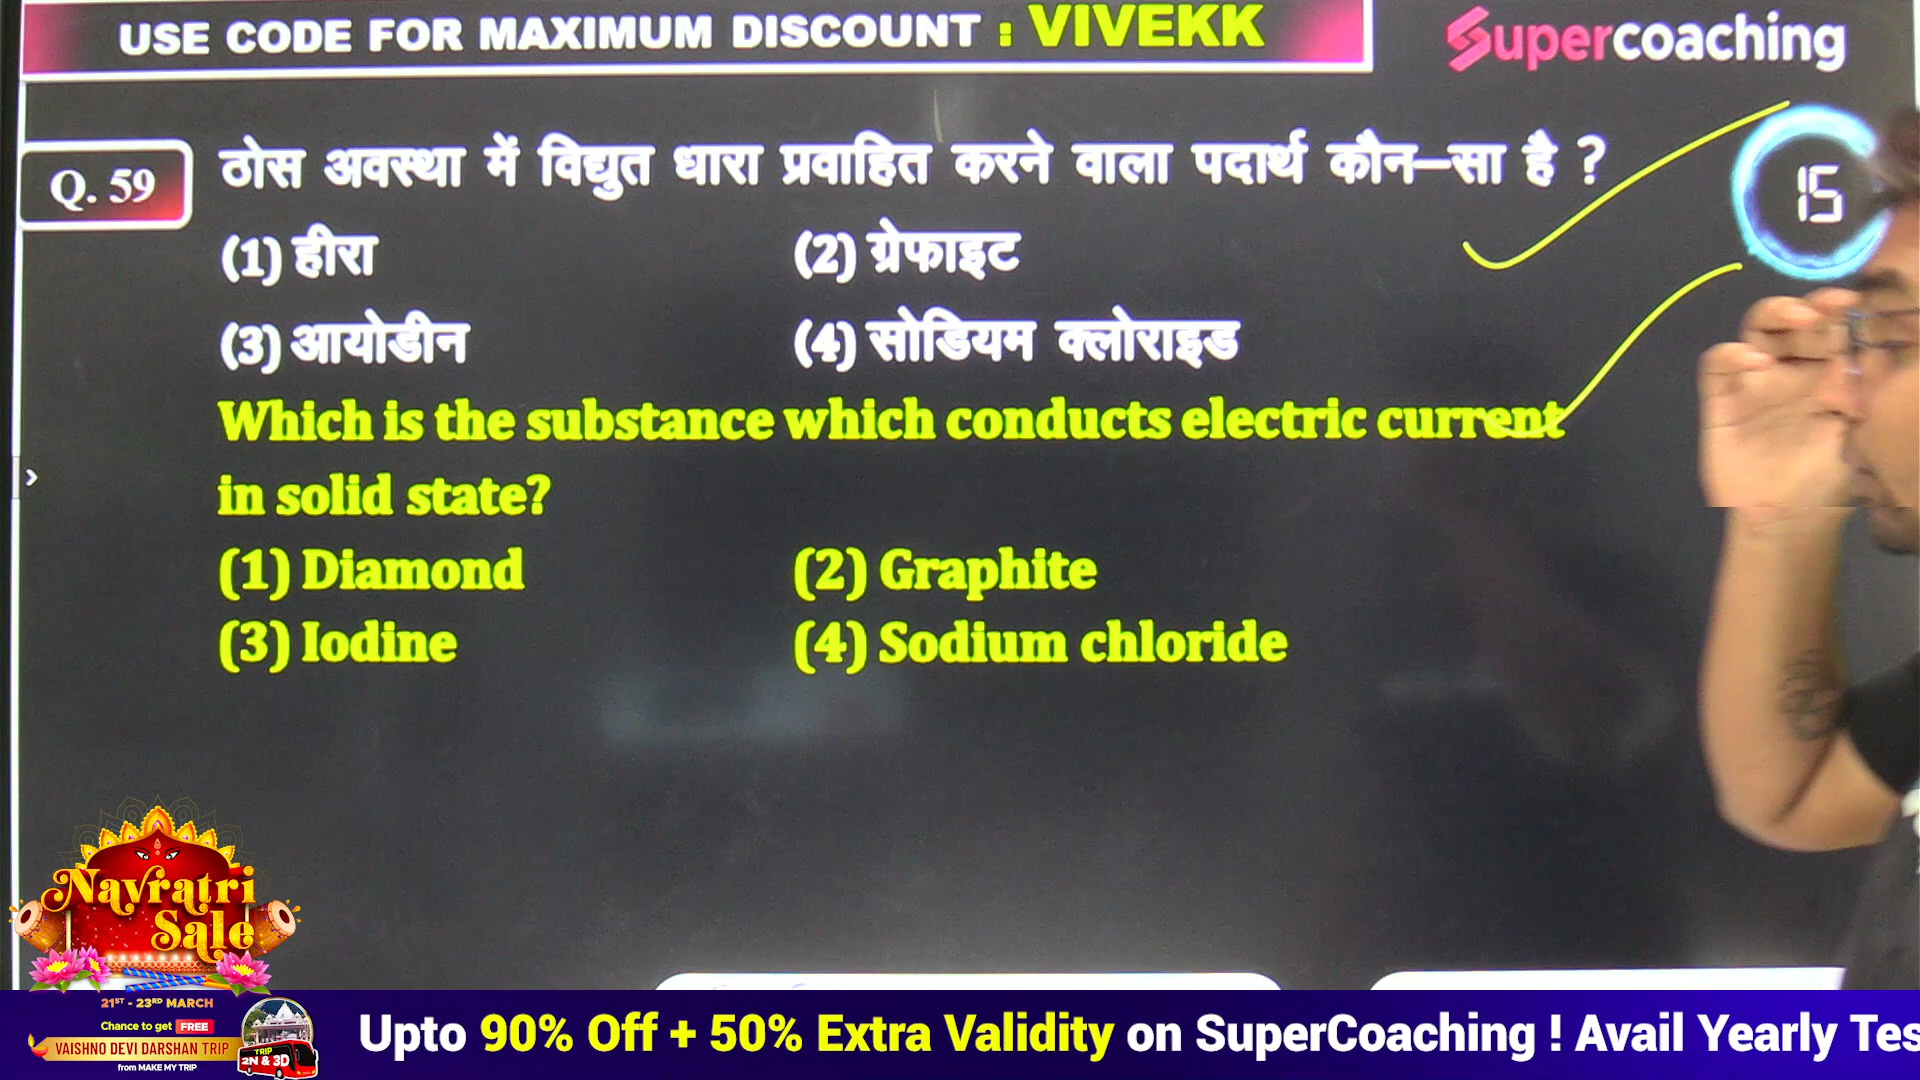 USE CODE FOR MAXIMUM DISCOUNT : VIVEKK
Supercoaching
Q. 59
ठोस अवस्था में विद्युत धारा प्रवाहित करने वाला पदार्थ कौन–सा है ?
15
(1) हीरा (2) ग्रेफाइट
(3) आयोडीन (4) सोडियम क्लोराइड
Which is the substance which conducts electric current
in solid state?
(1) Diamond (2) Graphite
(3) Iodine (4) Sodium chloride
Navratri
Sale
21ST - 23RD MARCH
Chance to get FREE
VAISHNO DEVI DARSHAN TRIP
from MAKE MY TRIP
TRIP
2N & 3D
Upto 90% Off + 50% Extra Validity on SuperCoaching ! Avail Yearly Tes